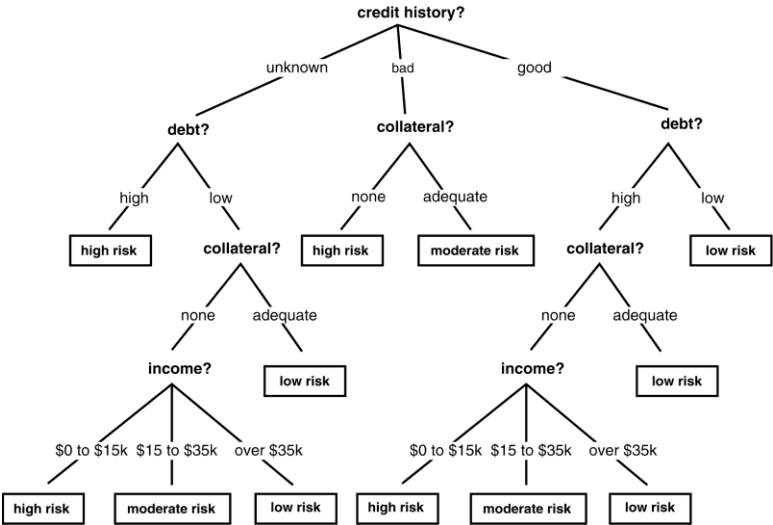 credit history?
unknown
bad
good
debt?
collateral?
debt?
high
low
none
adequate
high
low
high risk
collateral?
high risk
moderate risk
collateral?
low risk
none
adequate
none
adequate
income?
low risk
income?
low risk
$0 to $15k
$15 to $35k
over $35k
$0 to $15k
$15 to $35k
over $35k
high risk
moderate risk
low risk
high risk
moderate risk
low risk